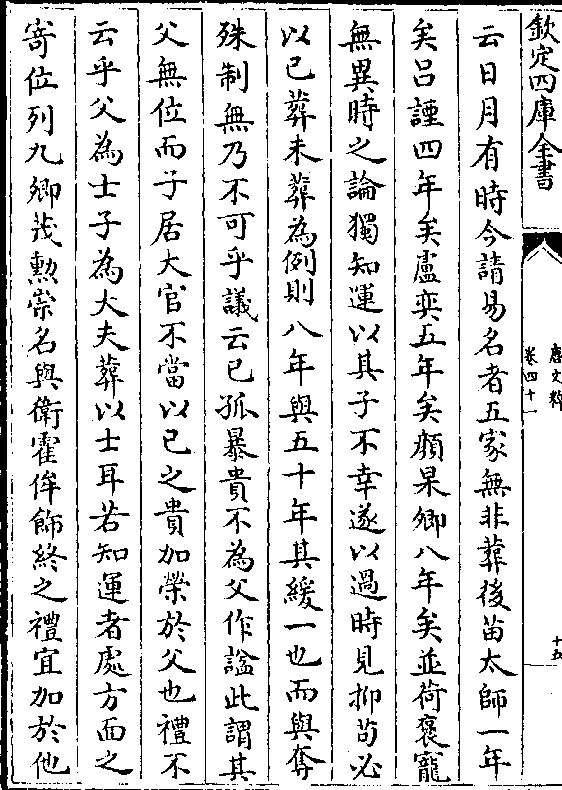 欽定四庫全書
唐文粹
卷四十一
十五
云日月有時今請易名者五家無非葬後苗太師一年
矣呂諲四年矣盧奕五年矣顏杲卿八年矣並荷褒寵
無異時之論獨知運以其子不幸遂以過時見抑苟必
以已葬未葬為例則八年與五十年其緩一也而與奪
殊制無乃不可乎議云已孤暴貴不為父作謚此謂其
父無位而子居大官不當以已之貴加榮於父也禮不
云乎父為士子為大夫葬以士耳若知運者處方面之
寄位列九卿茂勲崇名與衛霍侔飾終之禮宜加於他